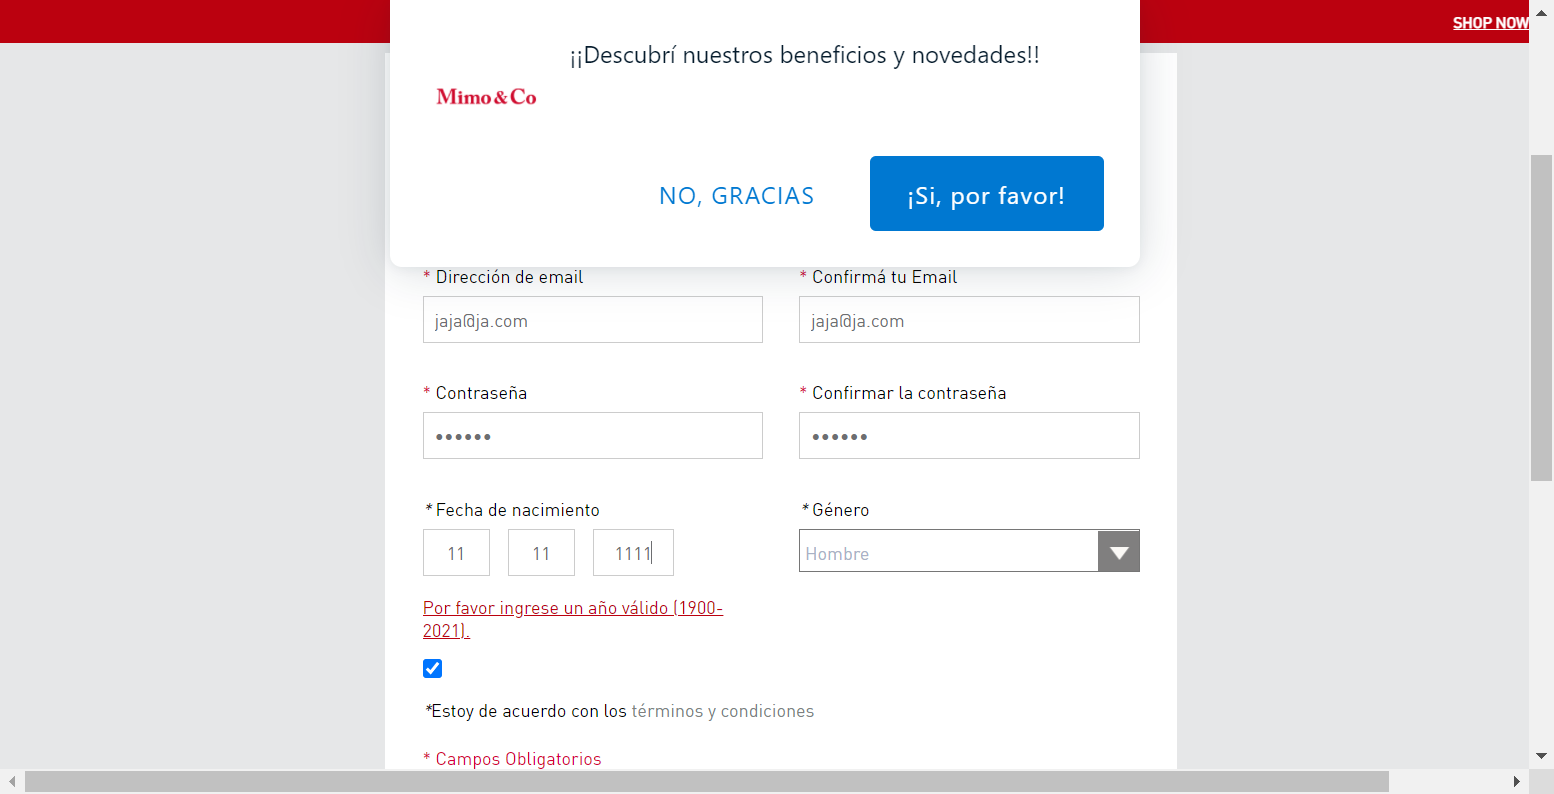 SHOP NOW
¡¡Descubrí nuestros beneficios y novedades!!
Mimo & Co
NO, GRACIAS
¡Si, por favor!
* Dirección de email
* Confirmá tu Email
jaja@ja.com
jaja@ja.com
* Contraseña
* Confirmar la contraseña
••••••
••••••
* Fecha de nacimiento
* Género
11
11
1111
Hombre
Por favor ingrese un año válido (1900-
2021).
*Estoy de acuerdo con los términos y condiciones
* Campos Obligatorios